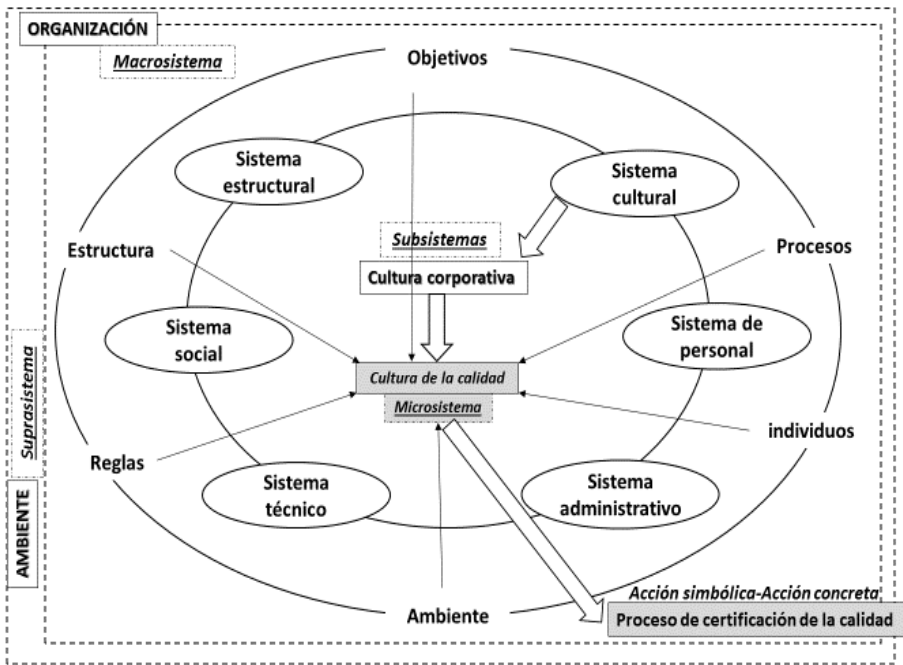 ORGANIZACIÓN
Macrosistema
Objetivos
Sistema
estructural
Sistema
cultural
Estructura
Subsistemas
Procesos
Cultura corporativa
Sistema
social
Sistema de
personal
Cultura de la calidad
Microsistema
Suprasistema
individuos
Reglas
Sistema
técnico
Sistema
administrativo
AMBIENTE
Ambiente
Acción simbólica-Acción concreta
Proceso de certificación de la calidad